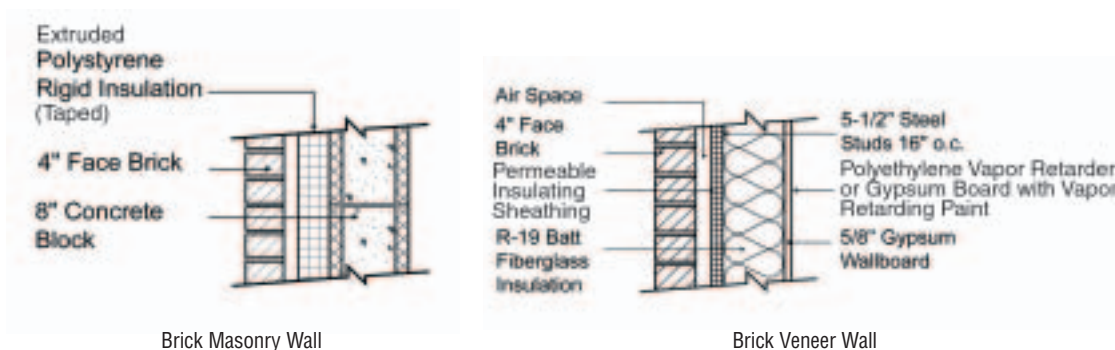 Extruded
Polystyrene
Rigid Insulation
(Taped)
4" Face Brick
8" Concrete
Block
Brick Masonry Wall
Air Space
4" Face
Brick
Permeable
Insulating
Sheathing
R-19 Batt
Fiberglass
Insulation
5-1/2" Steel
Studs 16" o.c.
Polyethylene Vapor Retarder
or Gypsum Board with Vapor
Retarding Paint
5/8" Gypsum
Wallboard
Brick Veneer Wall